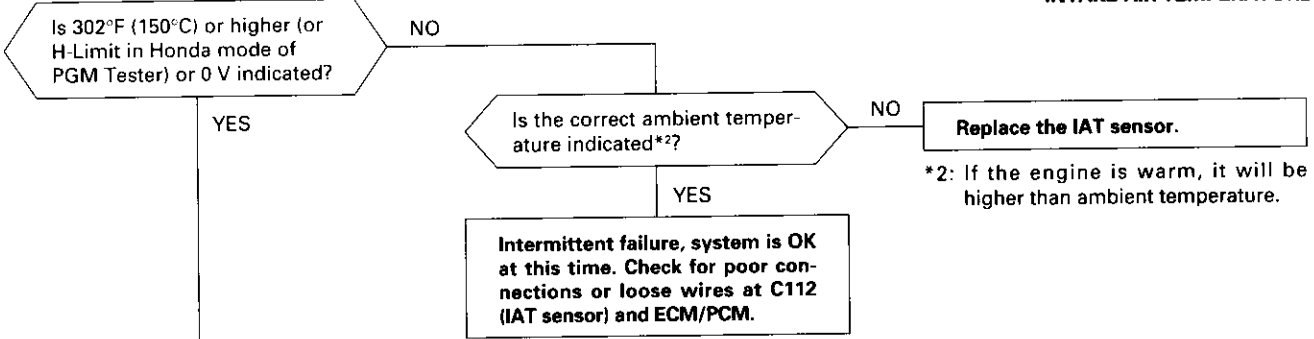 Is 302°F (150°C) or higher (or
H-Limit in Honda mode of
PGM Tester) or 0 V indicated?
NO
YES
Is the correct ambient temper-
ature indicated*2?
NO
Replace the IAT sensor.
*2: If the engine is warm, it will be
higher than ambient temperature.
YES
Intermittent failure, system is OK
at this time. Check for poor con-
nections or loose wires at C112
(IAT sensor) and ECM/PCM.